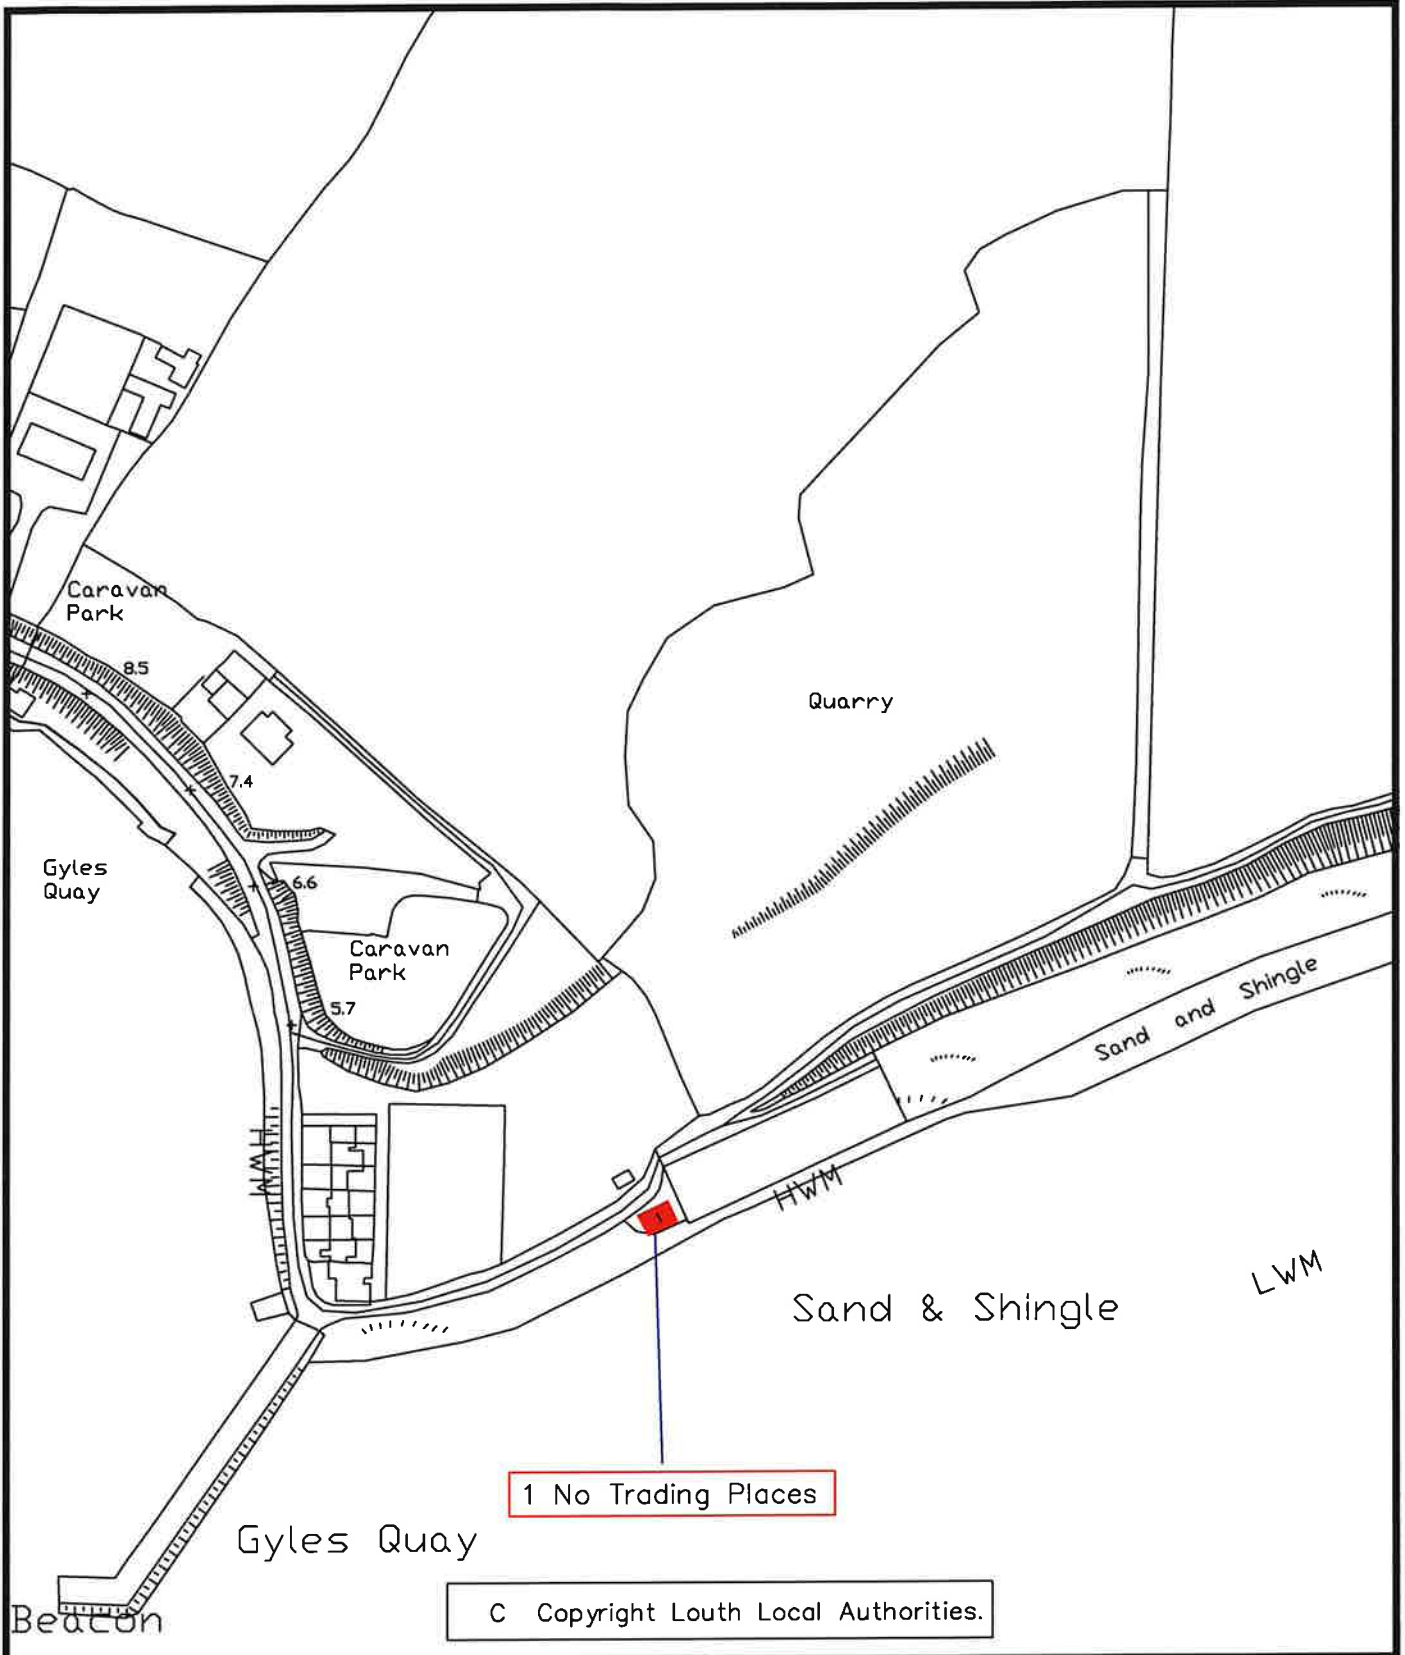 Caravan
Park
8.5
Quarry
7.4
Gyles
Quay
6.6
Caravan
Park
5.7
Sand and Shingle
HWM
HWM
1
LWM
Sand & Shingle
1 No Trading Places
Gyles Quay
C Copyright Louth Local Authorities.
Beacon